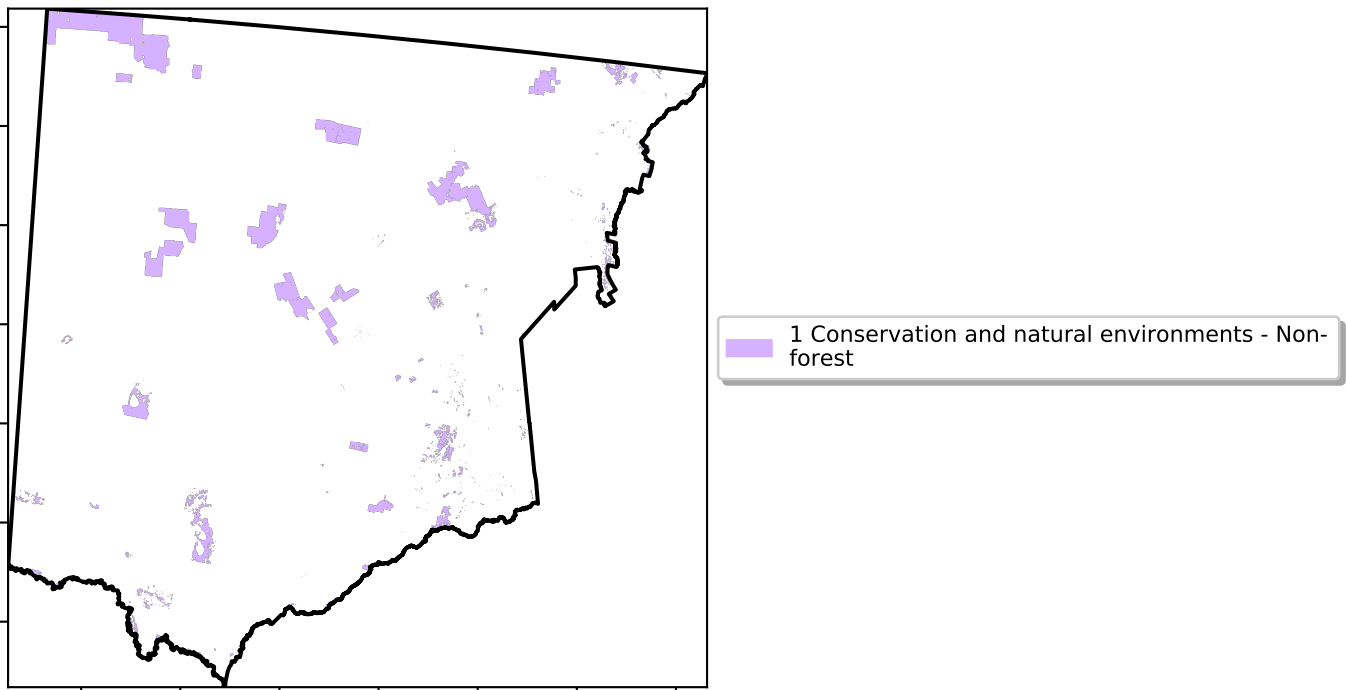 1 Conservation and natural environments - Non-
forest